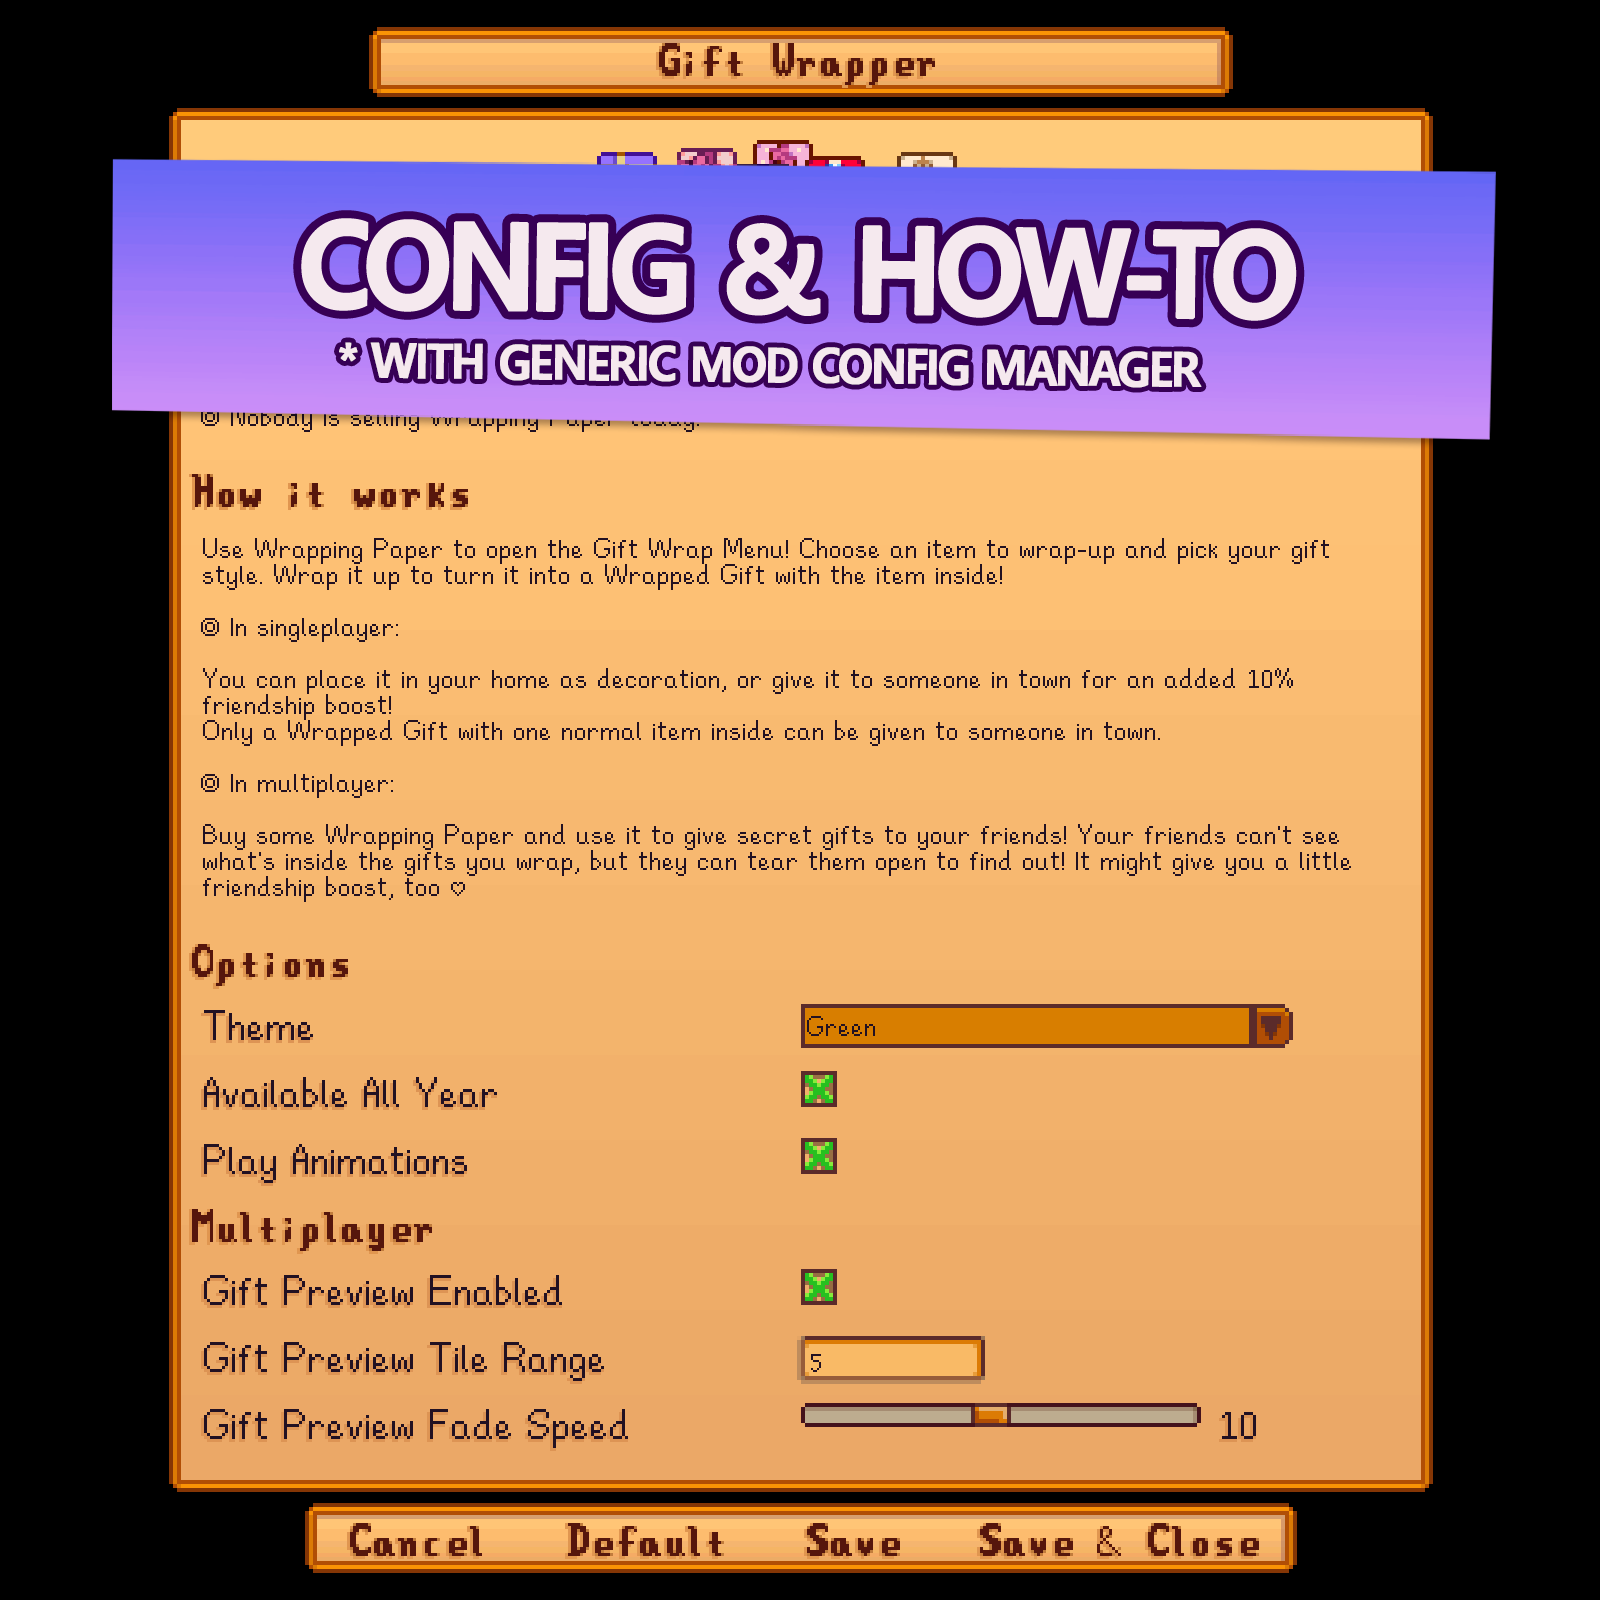 Gift Wrapper
CONFIG & HOW-TO
* WITH GENERIC MOD CONFIG MANAGER
◎ Nobody is selling Wrapping Paper today.
How it works
Use Wrapping Paper to open the Gift Wrap Menu! Choose an item to wrap-up and pick your gift
style. Wrap it up to turn it into a Wrapped Gift with the item inside!
◎ In singleplayer:
You can place it in your home as decoration, or give it to someone in town for an added 10%
friendship boost!
Only a Wrapped Gift with one normal item inside can be given to someone in town.
◎ In multiplayer:
Buy some Wrapping Paper and use it to give secret gifts to your friends! Your friends can't see
what's inside the gifts you wrap, but they can tear them open to find out! It might give you a little
friendship boost, too ♡
Options
Theme Green
Available All Year
Play Animations
Multiplayer
Gift Preview Enabled
Gift Preview Tile Range 5
Gift Preview Fade Speed 10
Cancel Default Save Save & Close